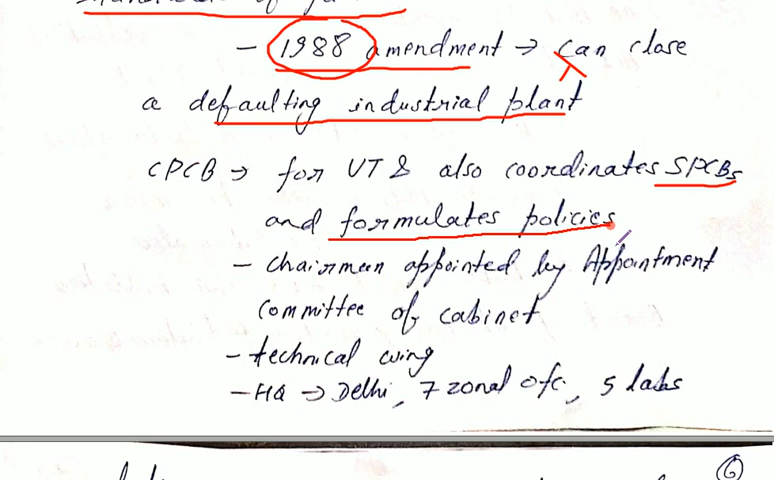 - 1988 amendment → can close
a defaulting industrial plant
CPCB → for UT & also coordinates SPCBs
and formulates policies
- Chairman appointed by Appointment
Committee of cabinet
- technical wing
- HQ → Delhi, 7 zonal ofc, 5 labs
6